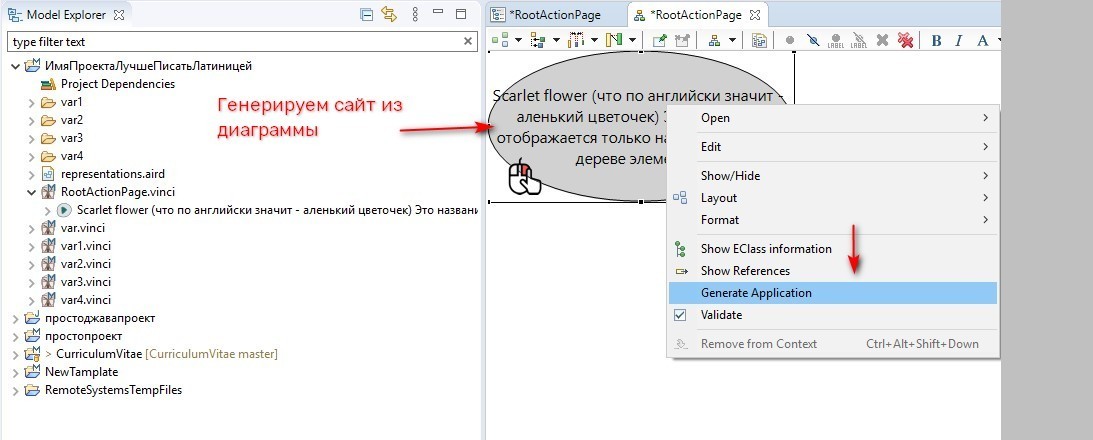 Model Explorer
type filter text
ИмяПроектаЛучшеПисатьЛатиницей
Project Dependencies
var1
var2
var3
var4
representations.aird
RootActionPage.vinci
Scarlet flower (что по английски значит - аленький цветочек) Это названи
var.vinci
var1.vinci
var2.vinci
var3.vinci
var4.vinci
простоджавапроект
простопроект
> CurriculumVitae [CurriculumVitae master]
NewTamplate
RemoteSystemsTempFiles
Генерируем сайт из
диаграммы
*RootActionPage
*RootActionPage
LABEL LABEL B I A
Scarlet flower (что по английски значит -
аленький цветочек)
отображается только на
дереве элеме
Open
Edit
Show/Hide
Layout
Format
Show EClass information
Show References
Generate Application
Validate
Remove from Context Ctrl+Alt+Shift+Down